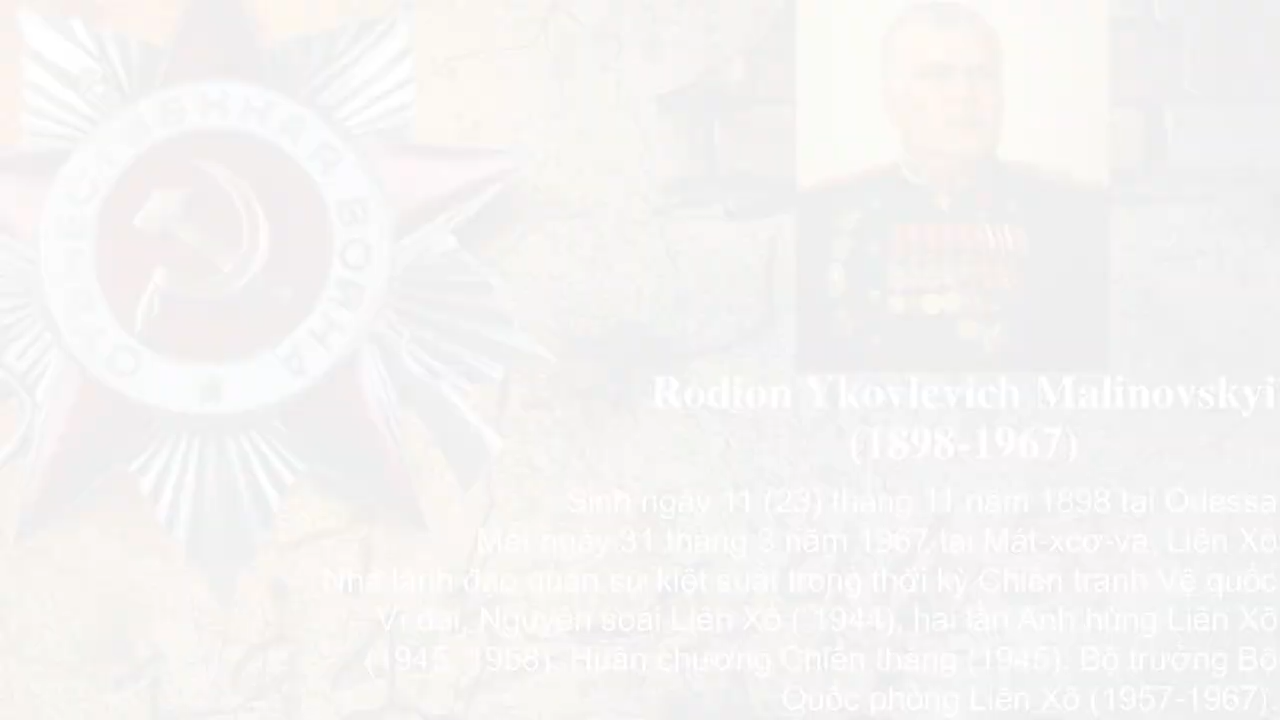 ОТЕЧЕСТВЕННАЯ ВОЙНА
Rodion Ykovlevich Malinovskyi
(1898-1967)
Sinh ngày 11 (23) tháng 11 năm 1898 tại Odessa
Mất ngày 31 tháng 3 năm 1967 tại Mát-xcơ-va, Liên Xô
Nhà lãnh đạo quân sự kiệt suất trong thời kỳ Chiến tranh Vệ quốc
Vĩ đại, Nguyên soái Liên Xô ( 1944), hai lần Anh hùng Liên Xô
(1945, 1958). Huân chương Chiến thắng (1945). Bộ trưởng Bộ
Quốc phòng Liên Xô (1957-1967).